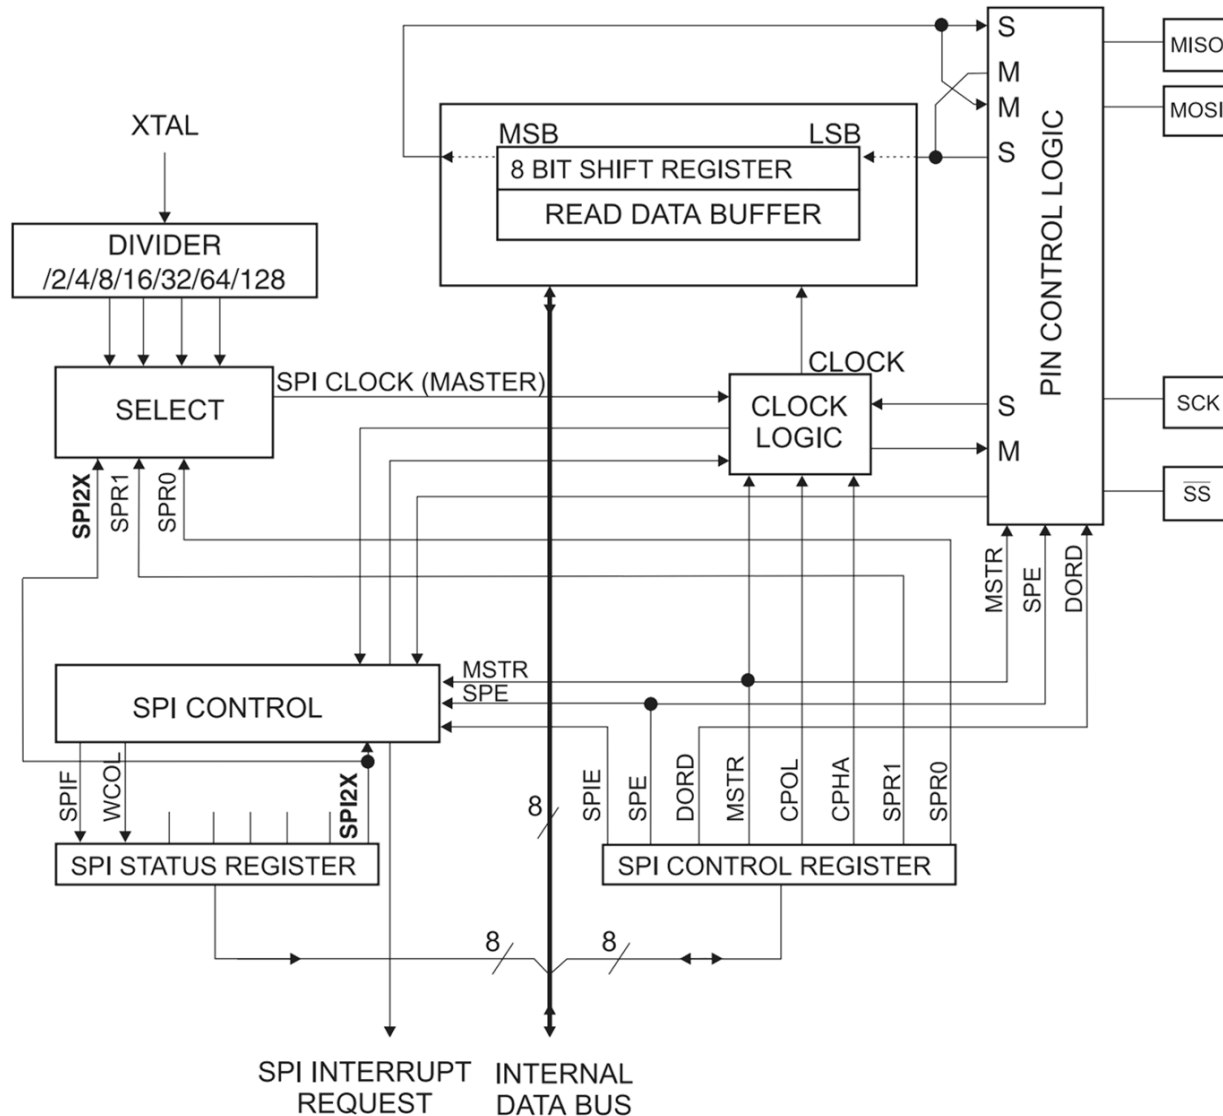 S
MISO
M
XTAL
M
MOSI
MSB
LSB
S
8 BIT SHIFT REGISTER
READ DATA BUFFER
DIVIDER
/2/4/8/16/32/64/128
PIN CONTROL LOGIC
CLOCK
SPI CLOCK (MASTER)
SELECT
CLOCK
LOGIC
S
SCK
M
SPI2X
SPR1
SPR0
SS
MSTR
SPE
DORD
MSTR
SPE
SPI CONTROL
SPIF
WCOL
SPI2X
8
SPIE
SPE
DORD
MSTR
CPOL
CPHA
SPR1
SPR0
SPI STATUS REGISTER
SPI CONTROL REGISTER
8
8
SPI INTERRUPT
REQUEST
INTERNAL
DATA BUS